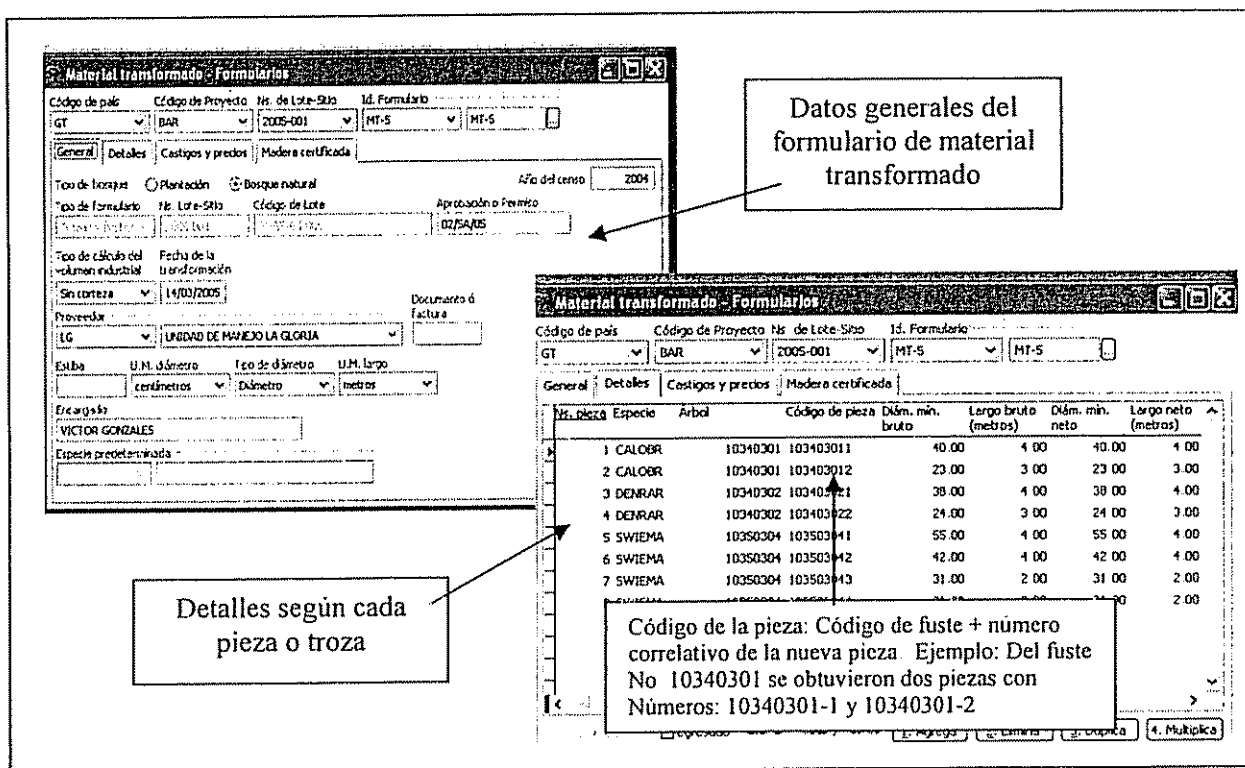 Material transformado - Formularios
Código de país Código de Proyecto Ns. de Lote-Sitio Id. Formulario
GT BAR 2005-001 MT-5 MT-5
General Detalles Castigos y precios Madera certificada
Tipo de bosque Plantación Bosque natural Año del censo 2004
Tipo de formulario Ns. Lote-Sitio Código de Lote Aprobación o Permiso
02/SA/05
Tipo de cálculo del volumen industrial Fecha de la transformación
Sin corteza 14/03/2005
Documento ó Factura
Proveedor
LG UNIDAD DE MANEJO LA GLORIA
Estiba U.M. diámetro Tipo de diámetro U.M. largo
centímetros Diámetro metros
Encargado
VICTOR GONZALES
Especie predeterminada
Datos generales del
formulario de material
transformado
Material transformado - Formularios
Código de país Código de Proyecto Ns. de Lote-Sitio Id. Formulario
GT BAR 2005-001 MT-5 MT-5
General Detalles Castigos y precios Madera certificada
Ns. pieza Especie Arbol Código de pieza Diám. min. bruto Largo bruto (metros) Diám. min. neto Largo neto (metros)
1 CALOBR 10340301 103403011 40.00 4.00 40.00 4.00
2 CALOBR 10340301 103403012 23.00 3.00 23.00 3.00
3 DENRAR 10340302 103403021 38.00 4.00 38.00 4.00
4 DENRAR 10340302 103403022 24.00 3.00 24.00 3.00
5 SWIEMA 10350304 103503041 55.00 4.00 55.00 4.00
6 SWIEMA 10350304 103503042 42.00 4.00 42.00 4.00
7 SWIEMA 10350304 103503043 31.00 2.00 31.00 2.00
2.00
Detalles según cada
pieza o troza
Código de la pieza: Código de fuste + número
correlativo de la nueva pieza. Ejemplo: Del fuste
No 10340301 se obtuvieron dos piezas con
Números: 10340301-1 y 10340301-2
1. Agrega 2. Elimina 3. Duplica 4. Multiplica